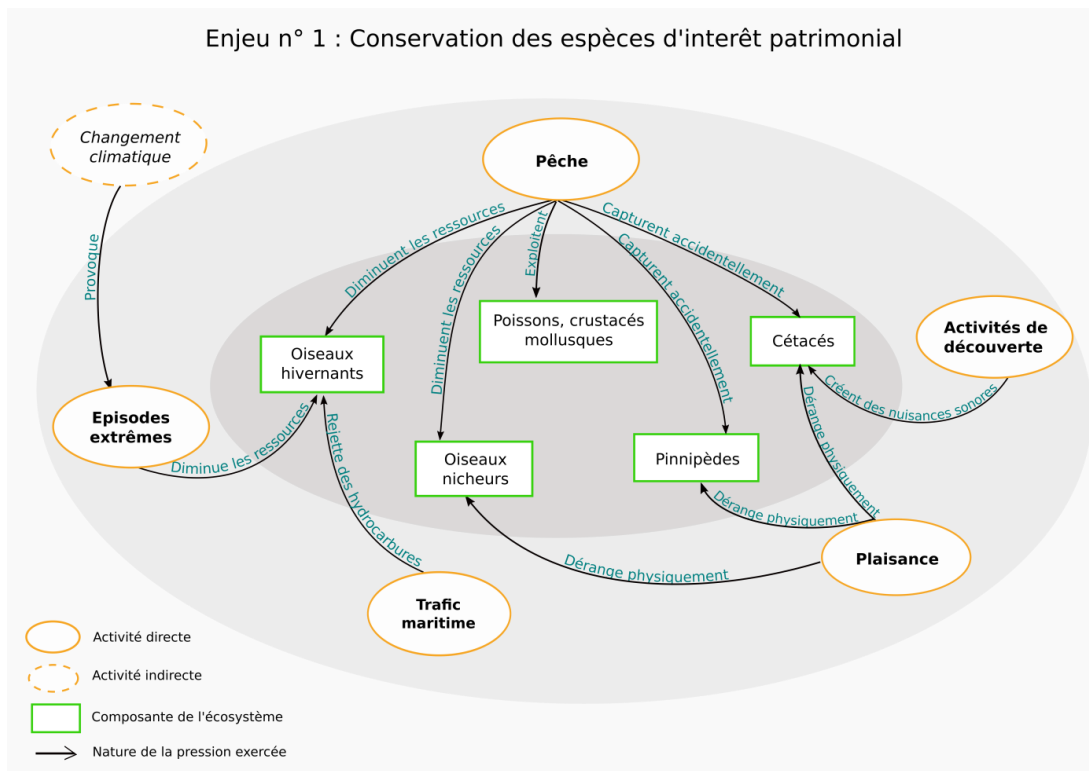 Enjeu n° 1 : Conservation des espèces d'interêt patrimonial
Changement
climatique
Pêche
Provoque
Diminuent les ressources
Diminuent les ressources
Exploitent
Capturent accidentellement
Capturent accidentellement
Oiseaux
hivernants
Poissons, crustacés
mollusques
Cétacés
Activités de
découverte
Episodes
extrêmes
Diminue les ressources
Rejette des hydrocarbures
Oiseaux
nicheurs
Pinnipèdes
Créent des nuisances sonores
Dérange physiquement
Dérange physiquement
Dérange physiquement
Plaisance
Trafic
maritime
Activité directe
Activité indirecte
Composante de l'écosystème
Nature de la pression exercée